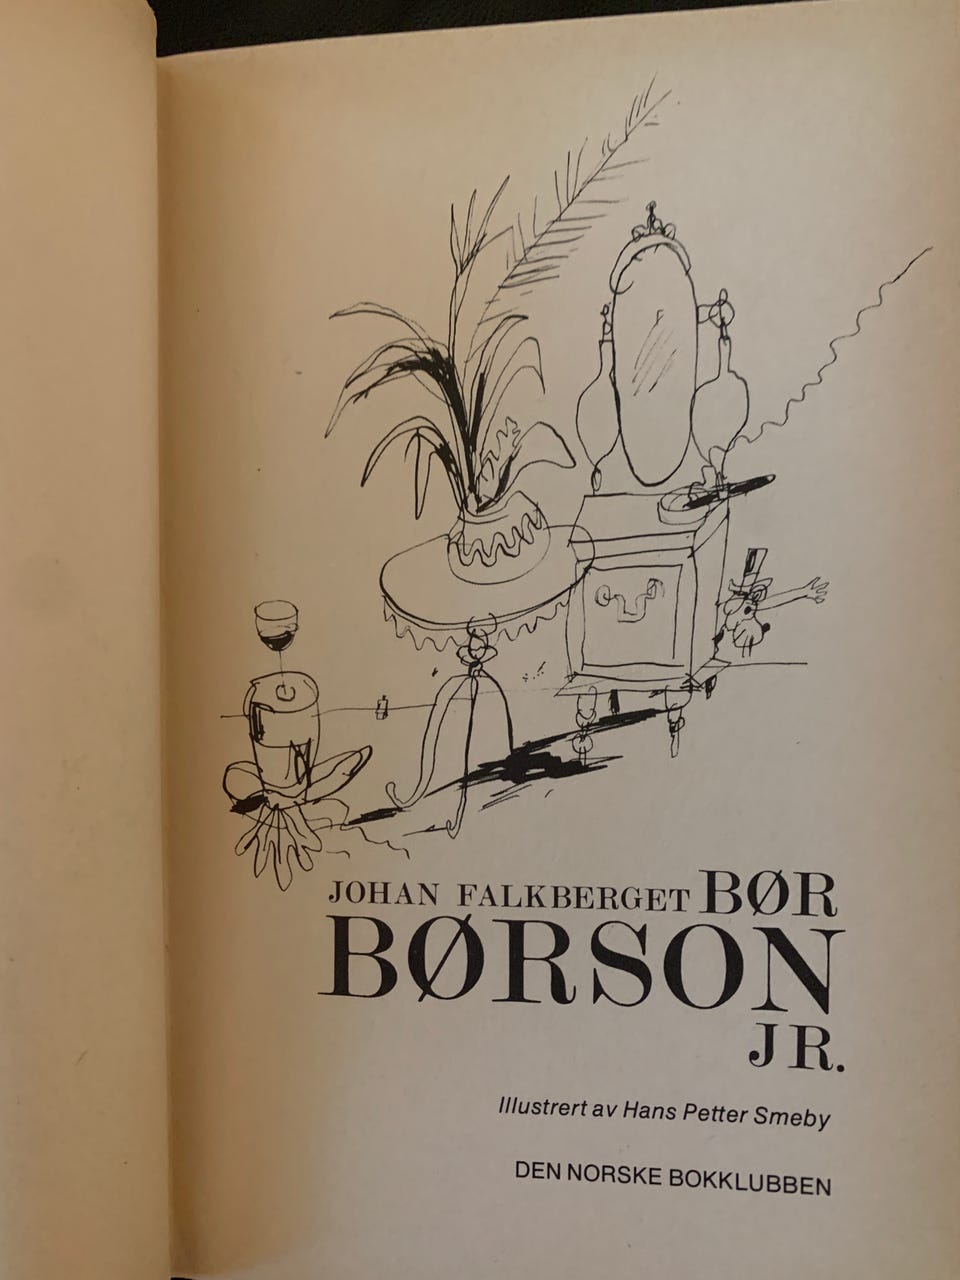 JOHAN FALKBERGET BØR
BØRSON
JR.
Illustrert av Hans Petter Smeby
DEN NORSKE BOKKLUBBEN